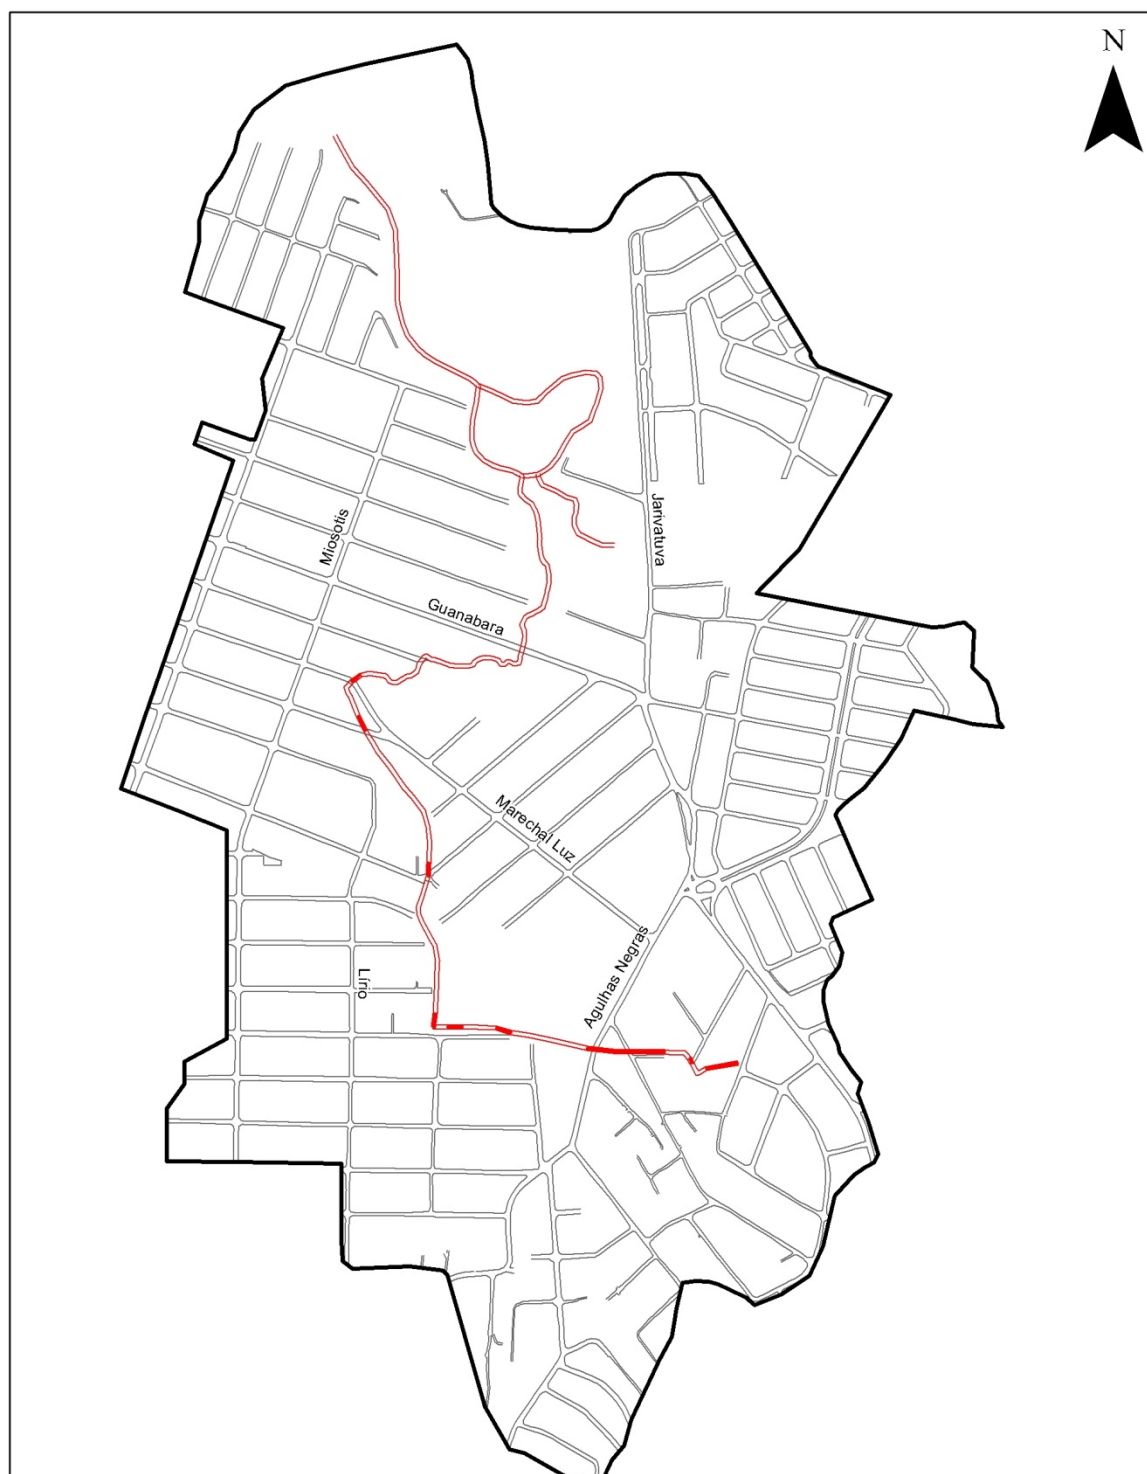 N
Jarivatuva
Miosotis
Guanabara
Marechal Luz
Agulhas Negras
Lírio